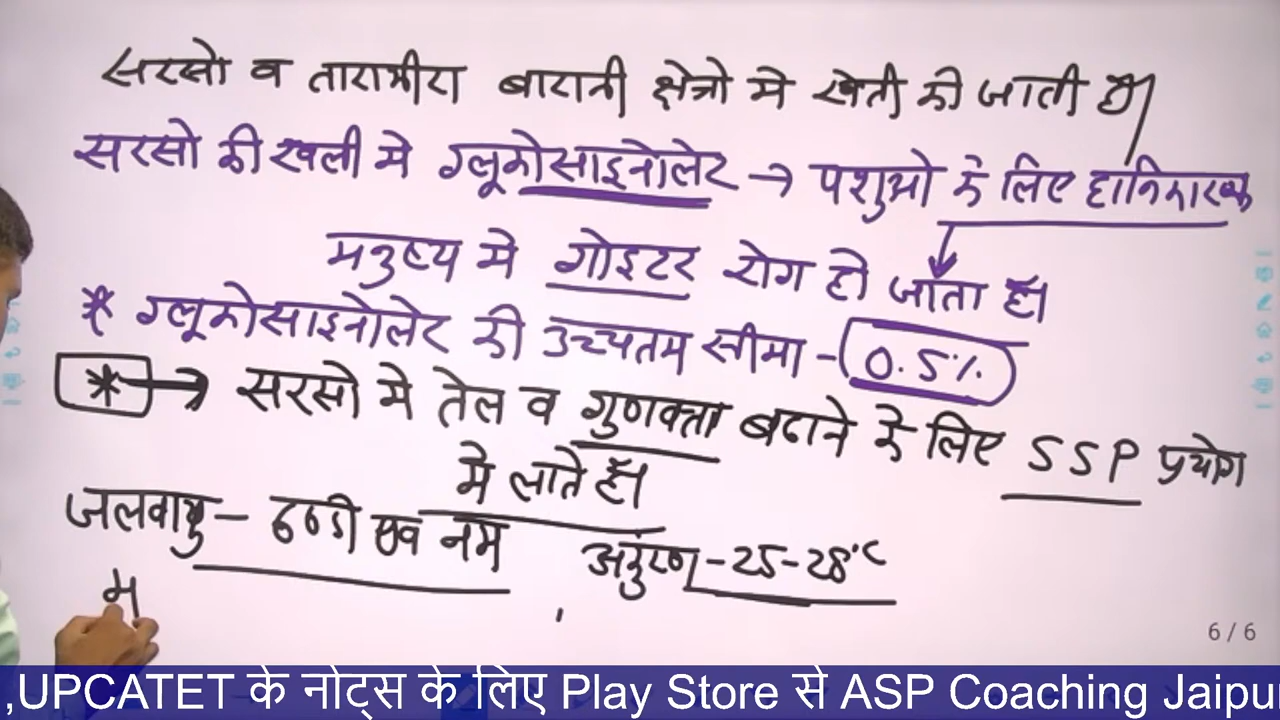 सरसो व तारामीरा बारानी क्षेत्रो मे खेती की जाती है।
सरसो की खली मे ग्लूकोसाइनोलेट → पशुओ के लिए हानिकारक
मनुष्य मे गोइटर रोग हो जाता है।
* ग्लूकोसाइनोलेट की उच्चतम सीमा - 0.5%
* → सरसो मे तेल व गुणवत्ता बढाने के लिए SSP प्रयोग
मे लाते है।
जलवायु - ठण्डी एव नम
- 25-28°C
म
6 / 6
,UPCATET के नोट्स के लिए Play Store से ASP Coaching Jaipur